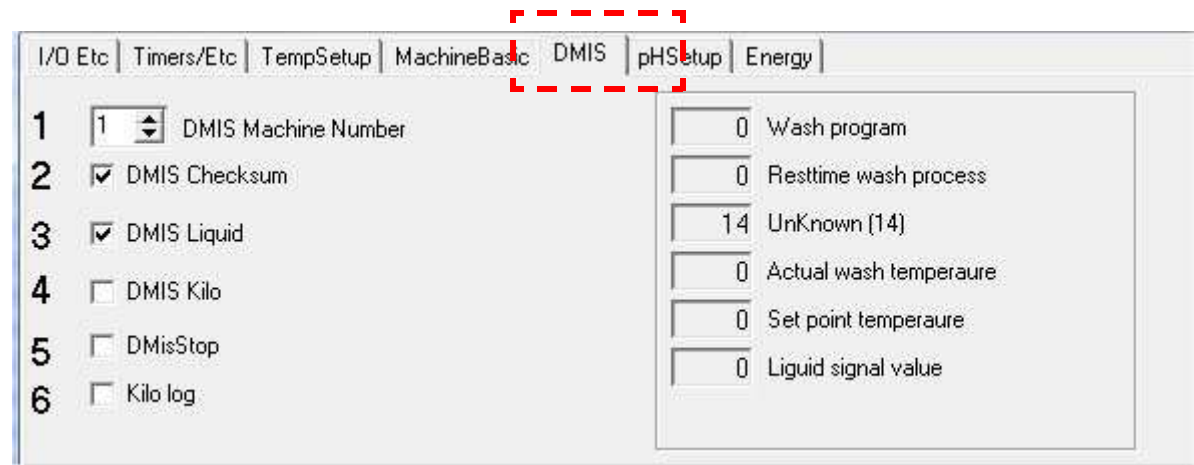 I/O Etc Timers/Etc TempSetup MachineBasic DMIS pHSetup Energy
1 1 DMIS Machine Number
2 DMIS Checksum
3 DMIS Liquid
4 DMIS Kilo
5 DMisStop
6 Kilo log
0 Wash program
0 Resttime wash process
14 UnKnown (14)
0 Actual wash temperaure
0 Set point temperaure
0 Liguid signal value